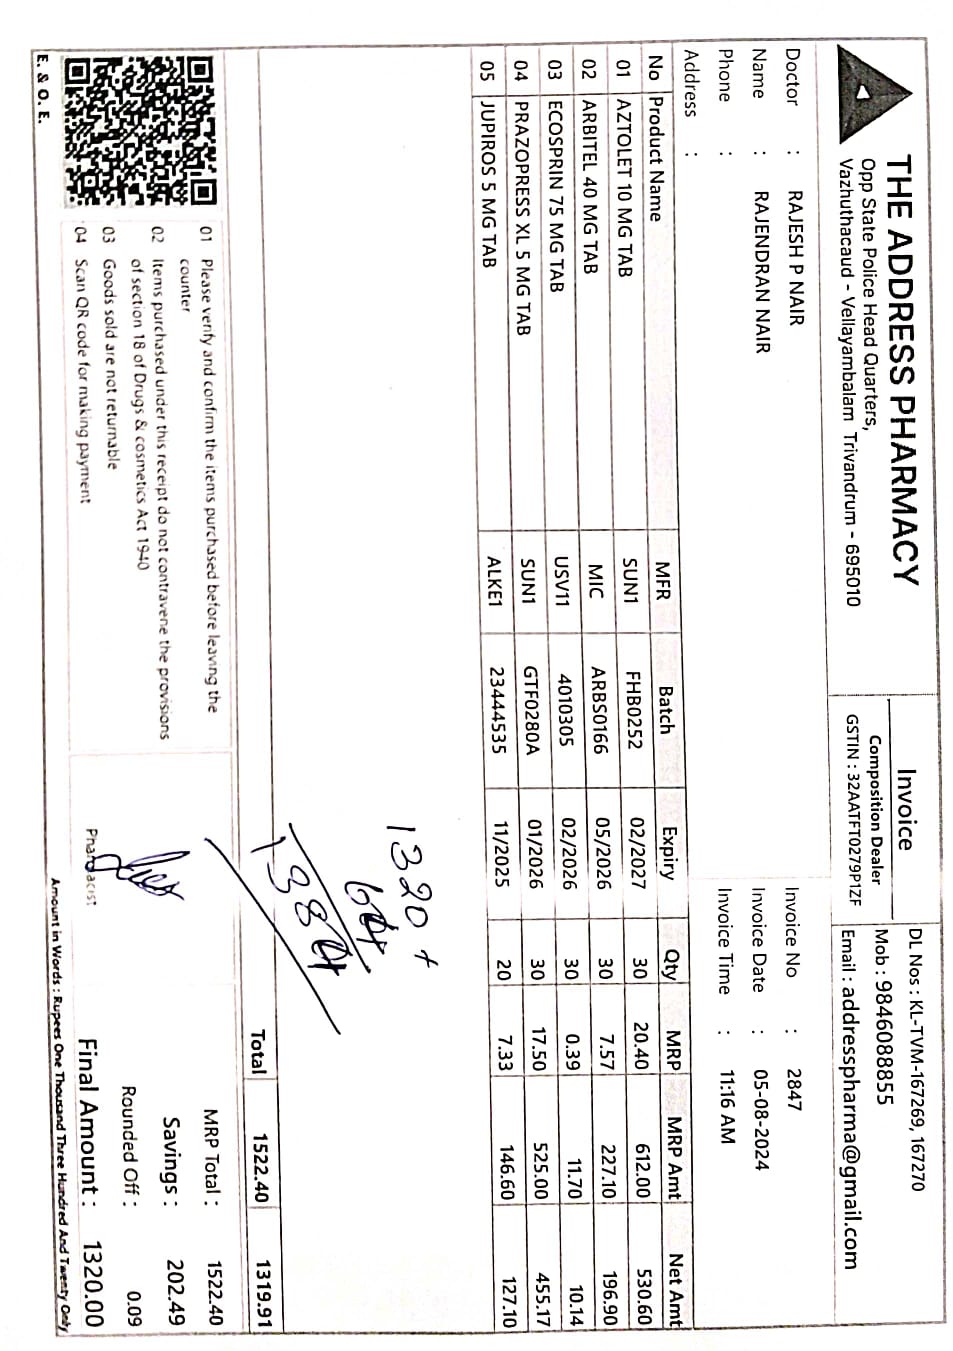 THE ADDRESS PHARMACY
Opp State Police Head Quarters,
Vazhuthacaud - Vellayambalam Trivandrum - 695010
Invoice
Composition Dealer
GSTIN : 32AATFT0279P1ZF
DL Nos : KL-TVM-167269, 167270
Mob : 9846088855
Email : addresspharma@gmail.com
Doctor : RAJESH P NAIR
Name : RAJENDRAN NAIR
Phone :
Address :
Invoice No : 2847
Invoice Date : 05-08-2024
Invoice Time : 11:16 AM
No Product Name MFR Batch Expiry Qty MRP MRP Amt Net Amt
01 AZTOLET 10 MG TAB SUN1 FHB0252 02/2027 30 20.40 612.00 530.60
02 ARBITEL 40 MG TAB MIC ARBS0166 05/2026 30 7.57 227.10 196.90
03 ECOSPRIN 75 MG TAB USV11 4010305 02/2026 30 0.39 11.70 10.14
04 PRAZOPRESS XL 5 MG TAB SUN1 GTF0280A 01/2026 30 17.50 525.00 455.17
05 JUPIROS 5 MG TAB ALKE1 23444535 11/2025 20 7.33 146.60 127.10
1320 +
64
1384
Total 1522.40 1319.91
01 Please verify and confirm the items purchased before leaving the
counter
02 Items purchased under this receipt do not contravene the provisions
of section 18 of Drugs & cosmetics Act 1940
03 Goods sold are not returnable
04 Scan QR code for making payment
E. & O. E.
Pharmacist
MRP Total : 1522.40
Savings : 202.49
Rounded Off : 0.09
Final Amount : 1320.00
Amount in Words : Rupees One Thousand Three Hundred And Twenty Only